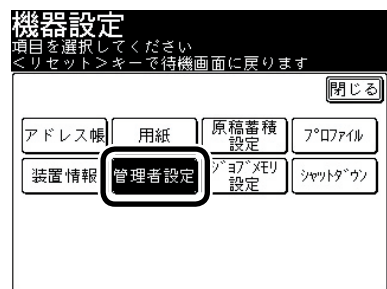 機器設定
項目を選択してください
<リセット>キーで待機画面に戻ります
閉じる
アドレス帳 用紙 原稿蓄積設定 プロファイル
装置情報 管理者設定 ジョブメモリ設定 シャットダウン